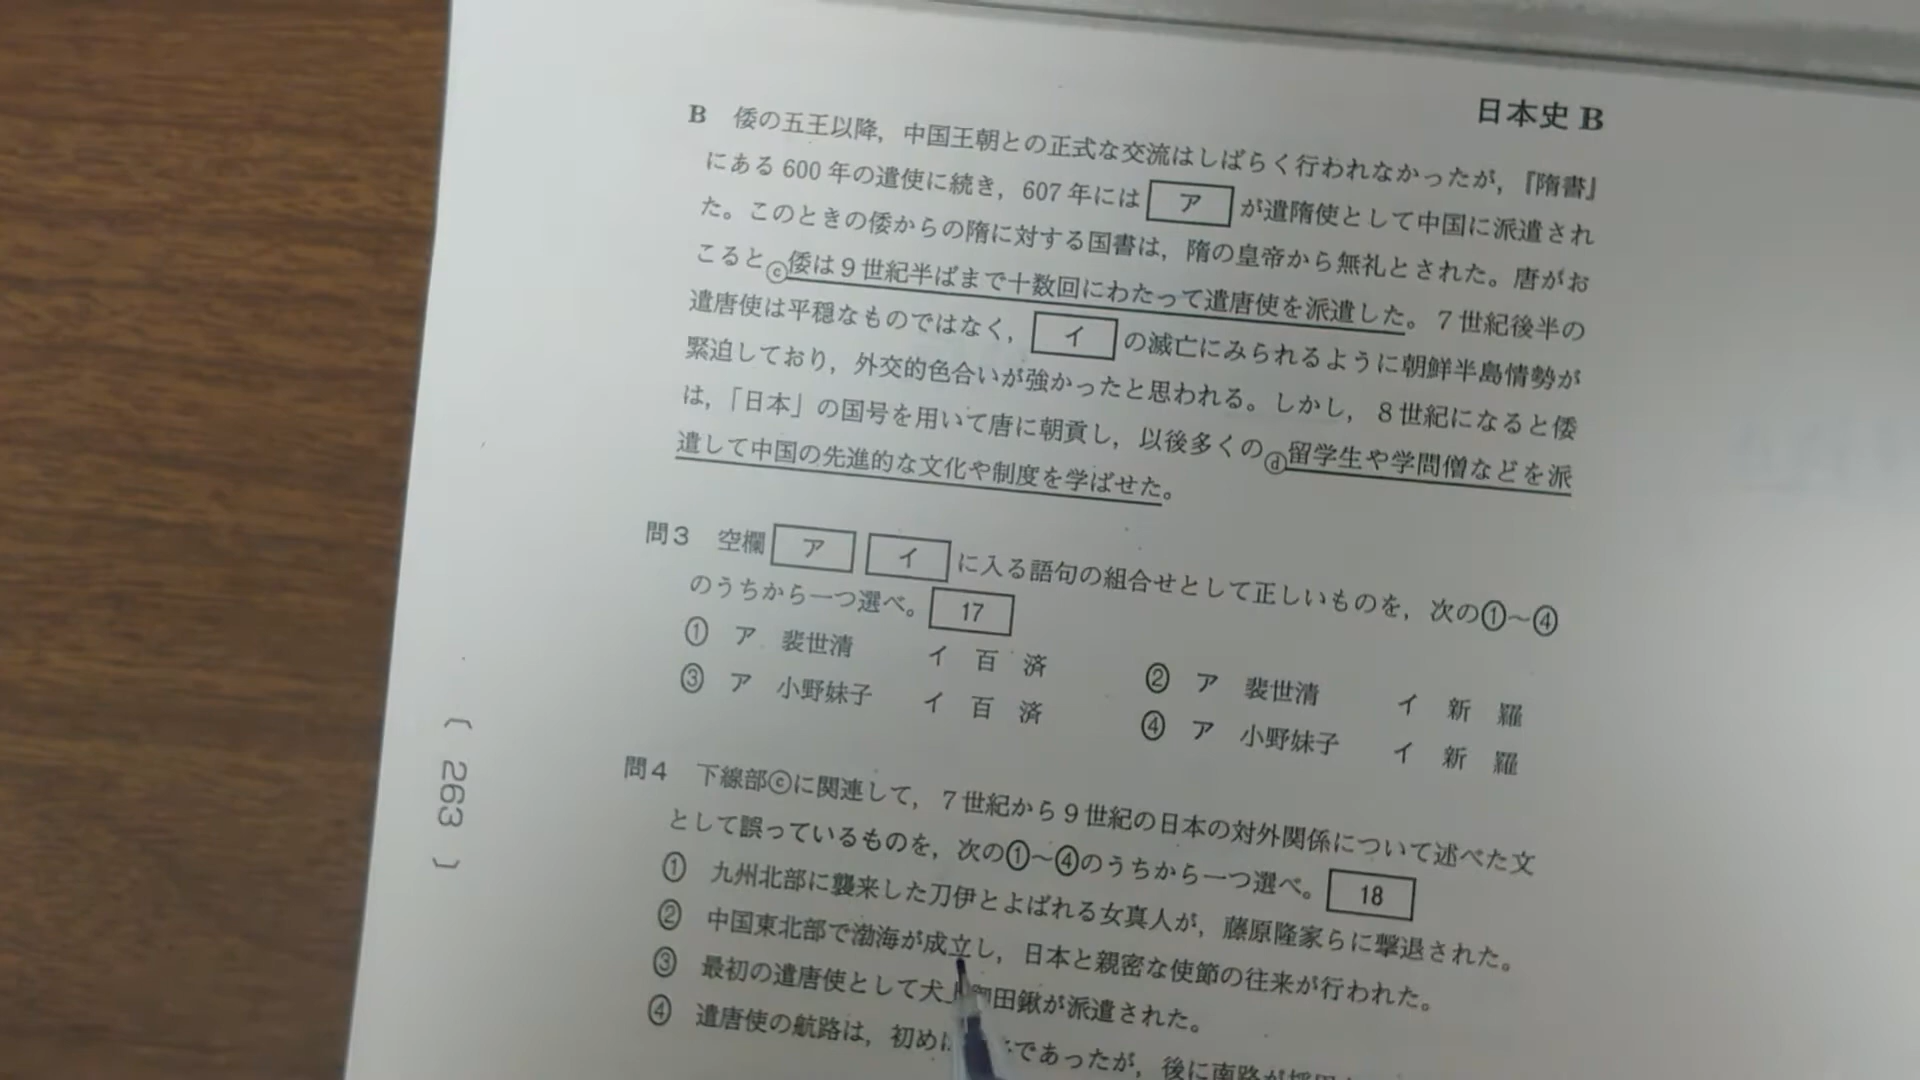 日本史 B
B 倭の五王以降，中国王朝との正式な交流はしばらく行われなかったが，『隋書』
にある 600 年の遣使に続き，607 年には ア が遣隋使として中国に派遣され
た。このときの倭からの隋に対する国書は，隋の皇帝から無礼とされた。唐がお
こるとⓒ倭は９世紀半ばまで十数回にわたって遣唐使を派遣した。７世紀後半の
遣唐使は平穏なものではなく， イ の滅亡にみられるように朝鮮半島情勢が
緊迫しており，外交的色合いが強かったと思われる。しかし，８世紀になると倭
は，「日本」の国号を用いて唐に朝貢し，以後多くのⓓ留学生や学問僧などを派
遣して中国の先進的な文化や制度を学ばせた。
問３ 空欄 ア イ に入る語句の組合せとして正しいものを，次の①～④
のうちから一つ選べ。 17
① ア 裴世清 イ 百 済 ② ア 裴世清 イ 新 羅
③ ア 小野妹子 イ 百 済 ④ ア 小野妹子 イ 新 羅
問４ 下線部ⓒに関連して，７世紀から９世紀の日本の対外関係について述べた文
として誤っているものを，次の①～④のうちから一つ選べ。 18
① 九州北部に襲来した刀伊とよばれる女真人が，藤原隆家らに撃退された。
② 中国東北部で渤海が成立し，日本と親密な使節の往来が行われた。
③ 最初の遣唐使として犬上御田鍬が派遣された。
④ 遣唐使の航路は，初め であったが，後に南路が
( 263 )